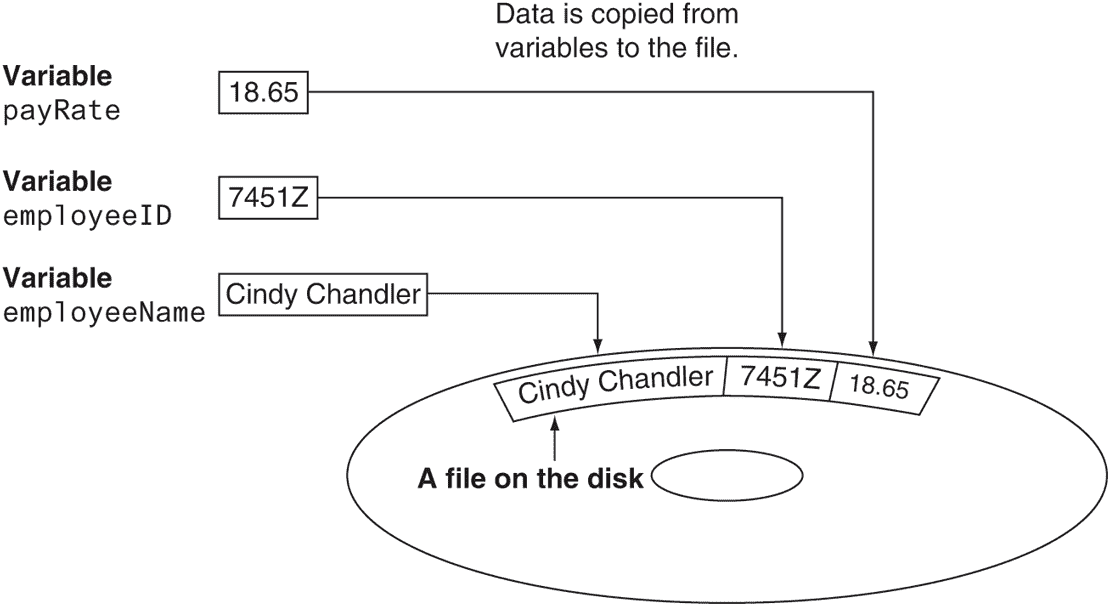 Data is copied from
variables to the file.
Variable
payRate
18.65
Variable
employeeID
7451Z
Variable
employeeName
Cindy Chandler
Cindy Chandler 7451Z 18.65
A file on the disk